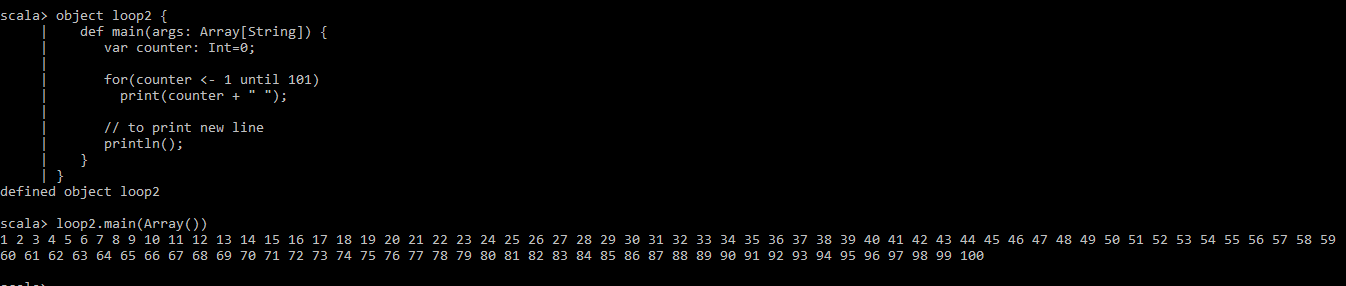 scala> object loop2 {
     |    def main(args: Array[String]) {
     |       var counter: Int=0;
     |
     |       for(counter <- 1 until 101)
     |         print(counter + " ");
     |
     |       // to print new line
     |       println();
     |    }
     | }
defined object loop2

scala> loop2.main(Array())
1 2 3 4 5 6 7 8 9 10 11 12 13 14 15 16 17 18 19 20 21 22 23 24 25 26 27 28 29 30 31 32 33 34 35 36 37 38 39 40 41 42 43 44 45 46 47 48 49 50 51 52 53 54 55 56 57 58 59
60 61 62 63 64 65 66 67 68 69 70 71 72 73 74 75 76 77 78 79 80 81 82 83 84 85 86 87 88 89 90 91 92 93 94 95 96 97 98 99 100

scala>